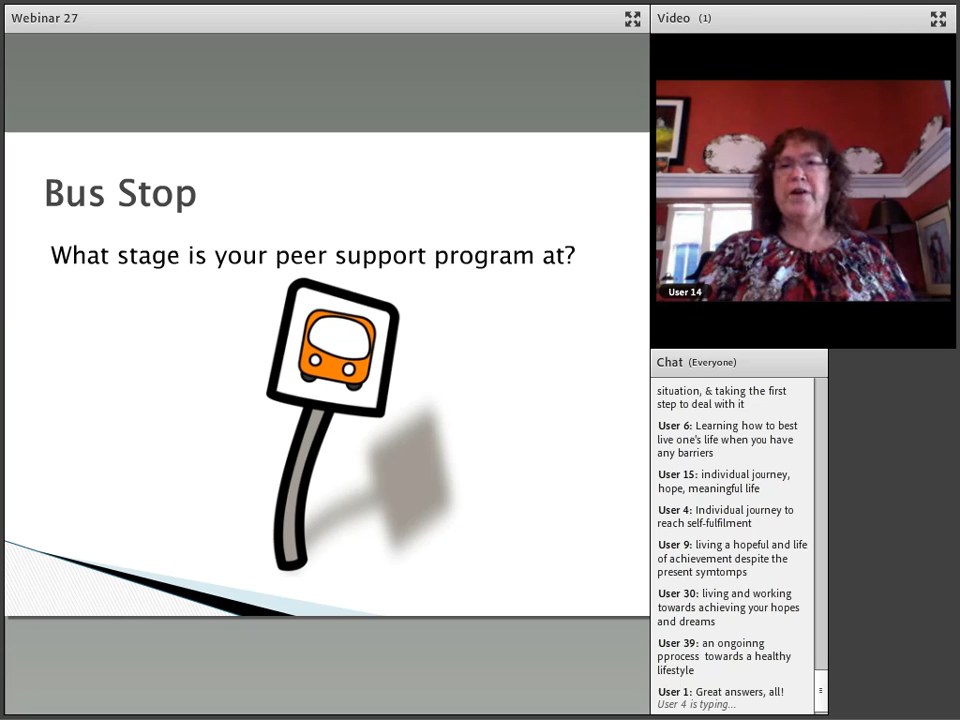 Webinar 27
Video (1)
Bus Stop
What stage is your peer support program at?
User 14
Chat (Everyone)
situation, & taking the first
step to deal with it
User 6: Learning how to best
live one's life when you have
any barriers
User 15: individual journey,
hope, meaningful life
User 4: Individual journey to
reach self-fulfilment
User 9: living a hopeful and life
of achievement despite the
present symtomps
User 30: living and working
towards achieving your hopes
and dreams
User 39: an ongoinng
pprocess towards a healthy
lifestyle
User 1: Great answers, all!
User 4 is typing...